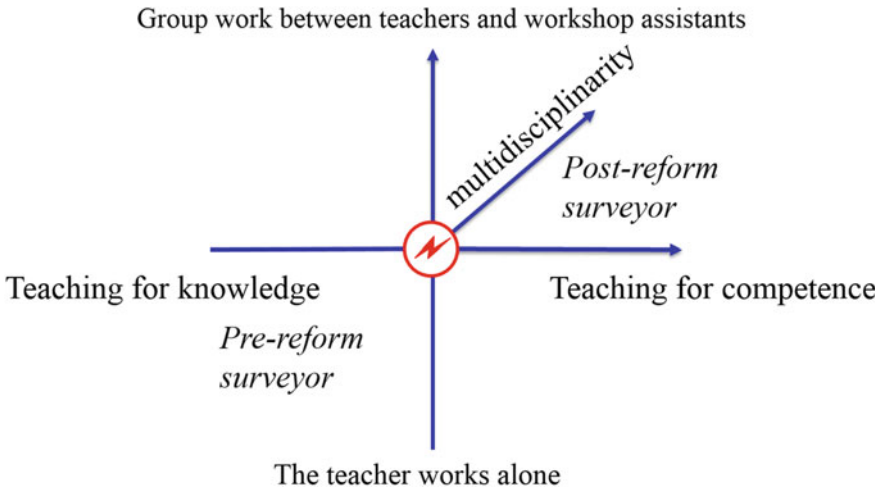 Group work between teachers and workshop assistants
multidisciplinarity
Post-reform
surveyor
Teaching for knowledge
Teaching for competence
Pre-reform
surveyor
The teacher works alone